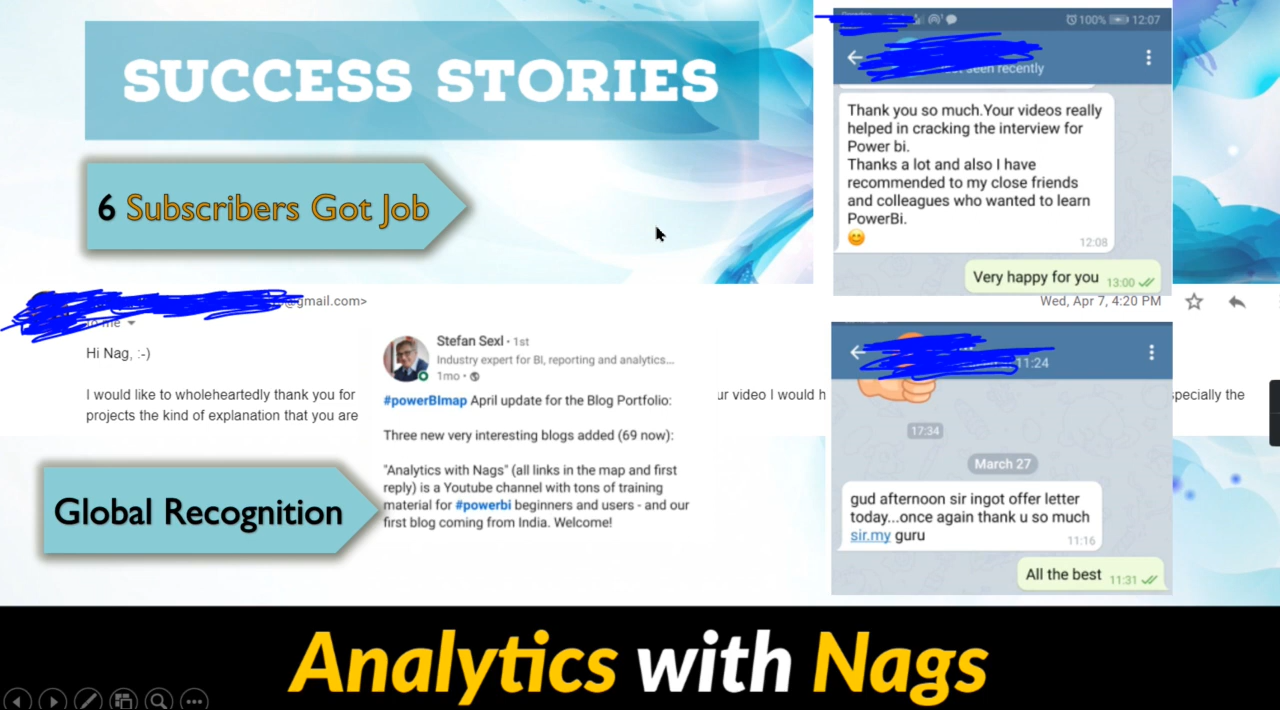 SUCCESS STORIES
6 Subscribers Got Job
100% 12:07
seen recently
Thank you so much.Your videos really
helped in cracking the interview for
Power bi.
Thanks a lot and also I have
recommended to my close friends
and colleagues who wanted to learn
PowerBi.
12:08
Very happy for you 13:00
@gmail.com>
Wed, Apr 7, 4:20 PM
to me
Hi Nag, :-)
I would like to wholeheartedly thank you for
ur video I would h
specially the
projects the kind of explanation that you are
Stefan Sexl · 1st
Industry expert for BI, reporting and analytics...
1mo ·
#powerBImap April update for the Blog Portfolio:
Three new very interesting blogs added (69 now):
"Analytics with Nags" (all links in the map and first
reply) is a Youtube channel with tons of training
material for #powerbi beginners and users - and our
first blog coming from India. Welcome!
Global Recognition
11:24
17:34
March 27
gud afternoon sir ingot offer letter
today...once again thank u so much
sir.my guru
11:16
All the best 11:31
Analytics with Nags